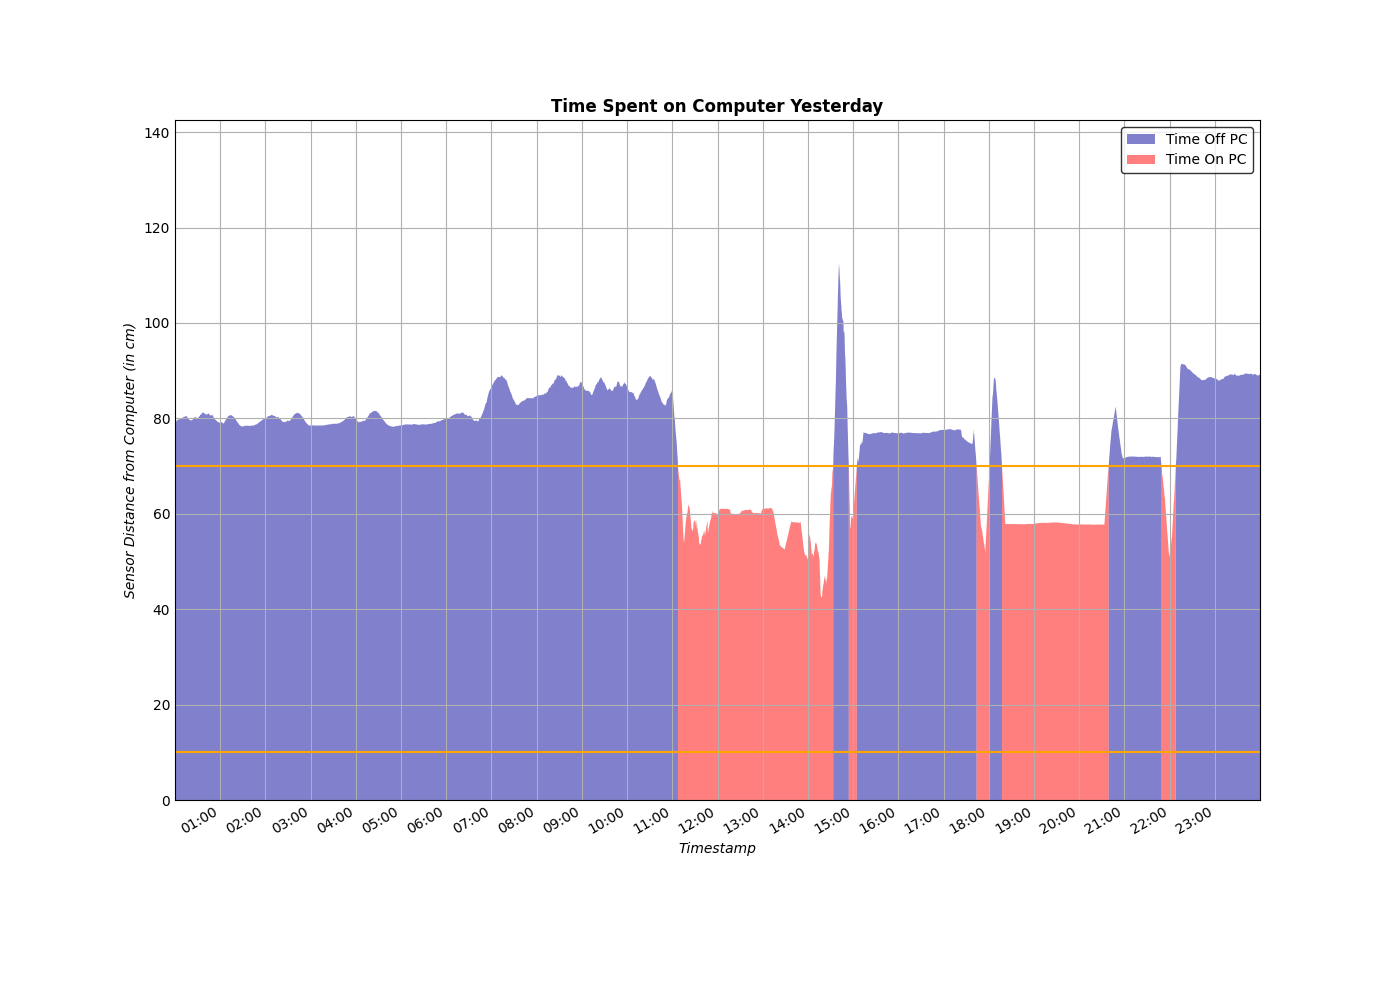 Time Spent on Computer Yesterday
Time Off PC
Time On PC
Sensor Distance from Computer (in cm)
140
120
100
80
60
40
20
0
01:00 02:00 03:00 04:00 05:00 06:00 07:00 08:00 09:00 10:00 11:00 12:00 13:00 14:00 15:00 16:00 17:00 18:00 19:00 20:00 21:00 22:00 23:00
Timestamp